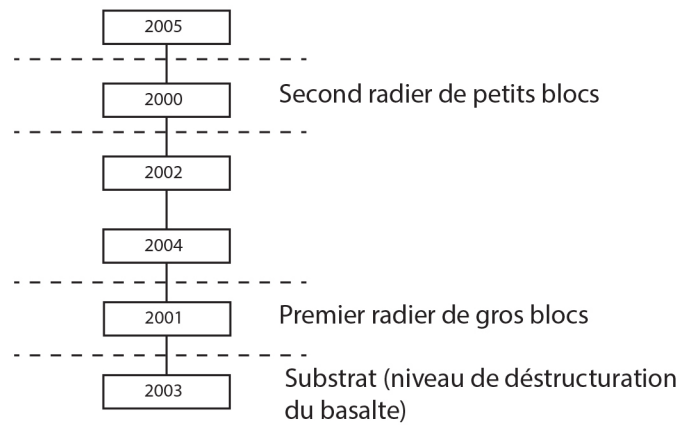 2005
2000
Second radier de petits blocs
2002
2004
2001
Premier radier de gros blocs
2003
Substrat (niveau de déstructuration
du basalte)